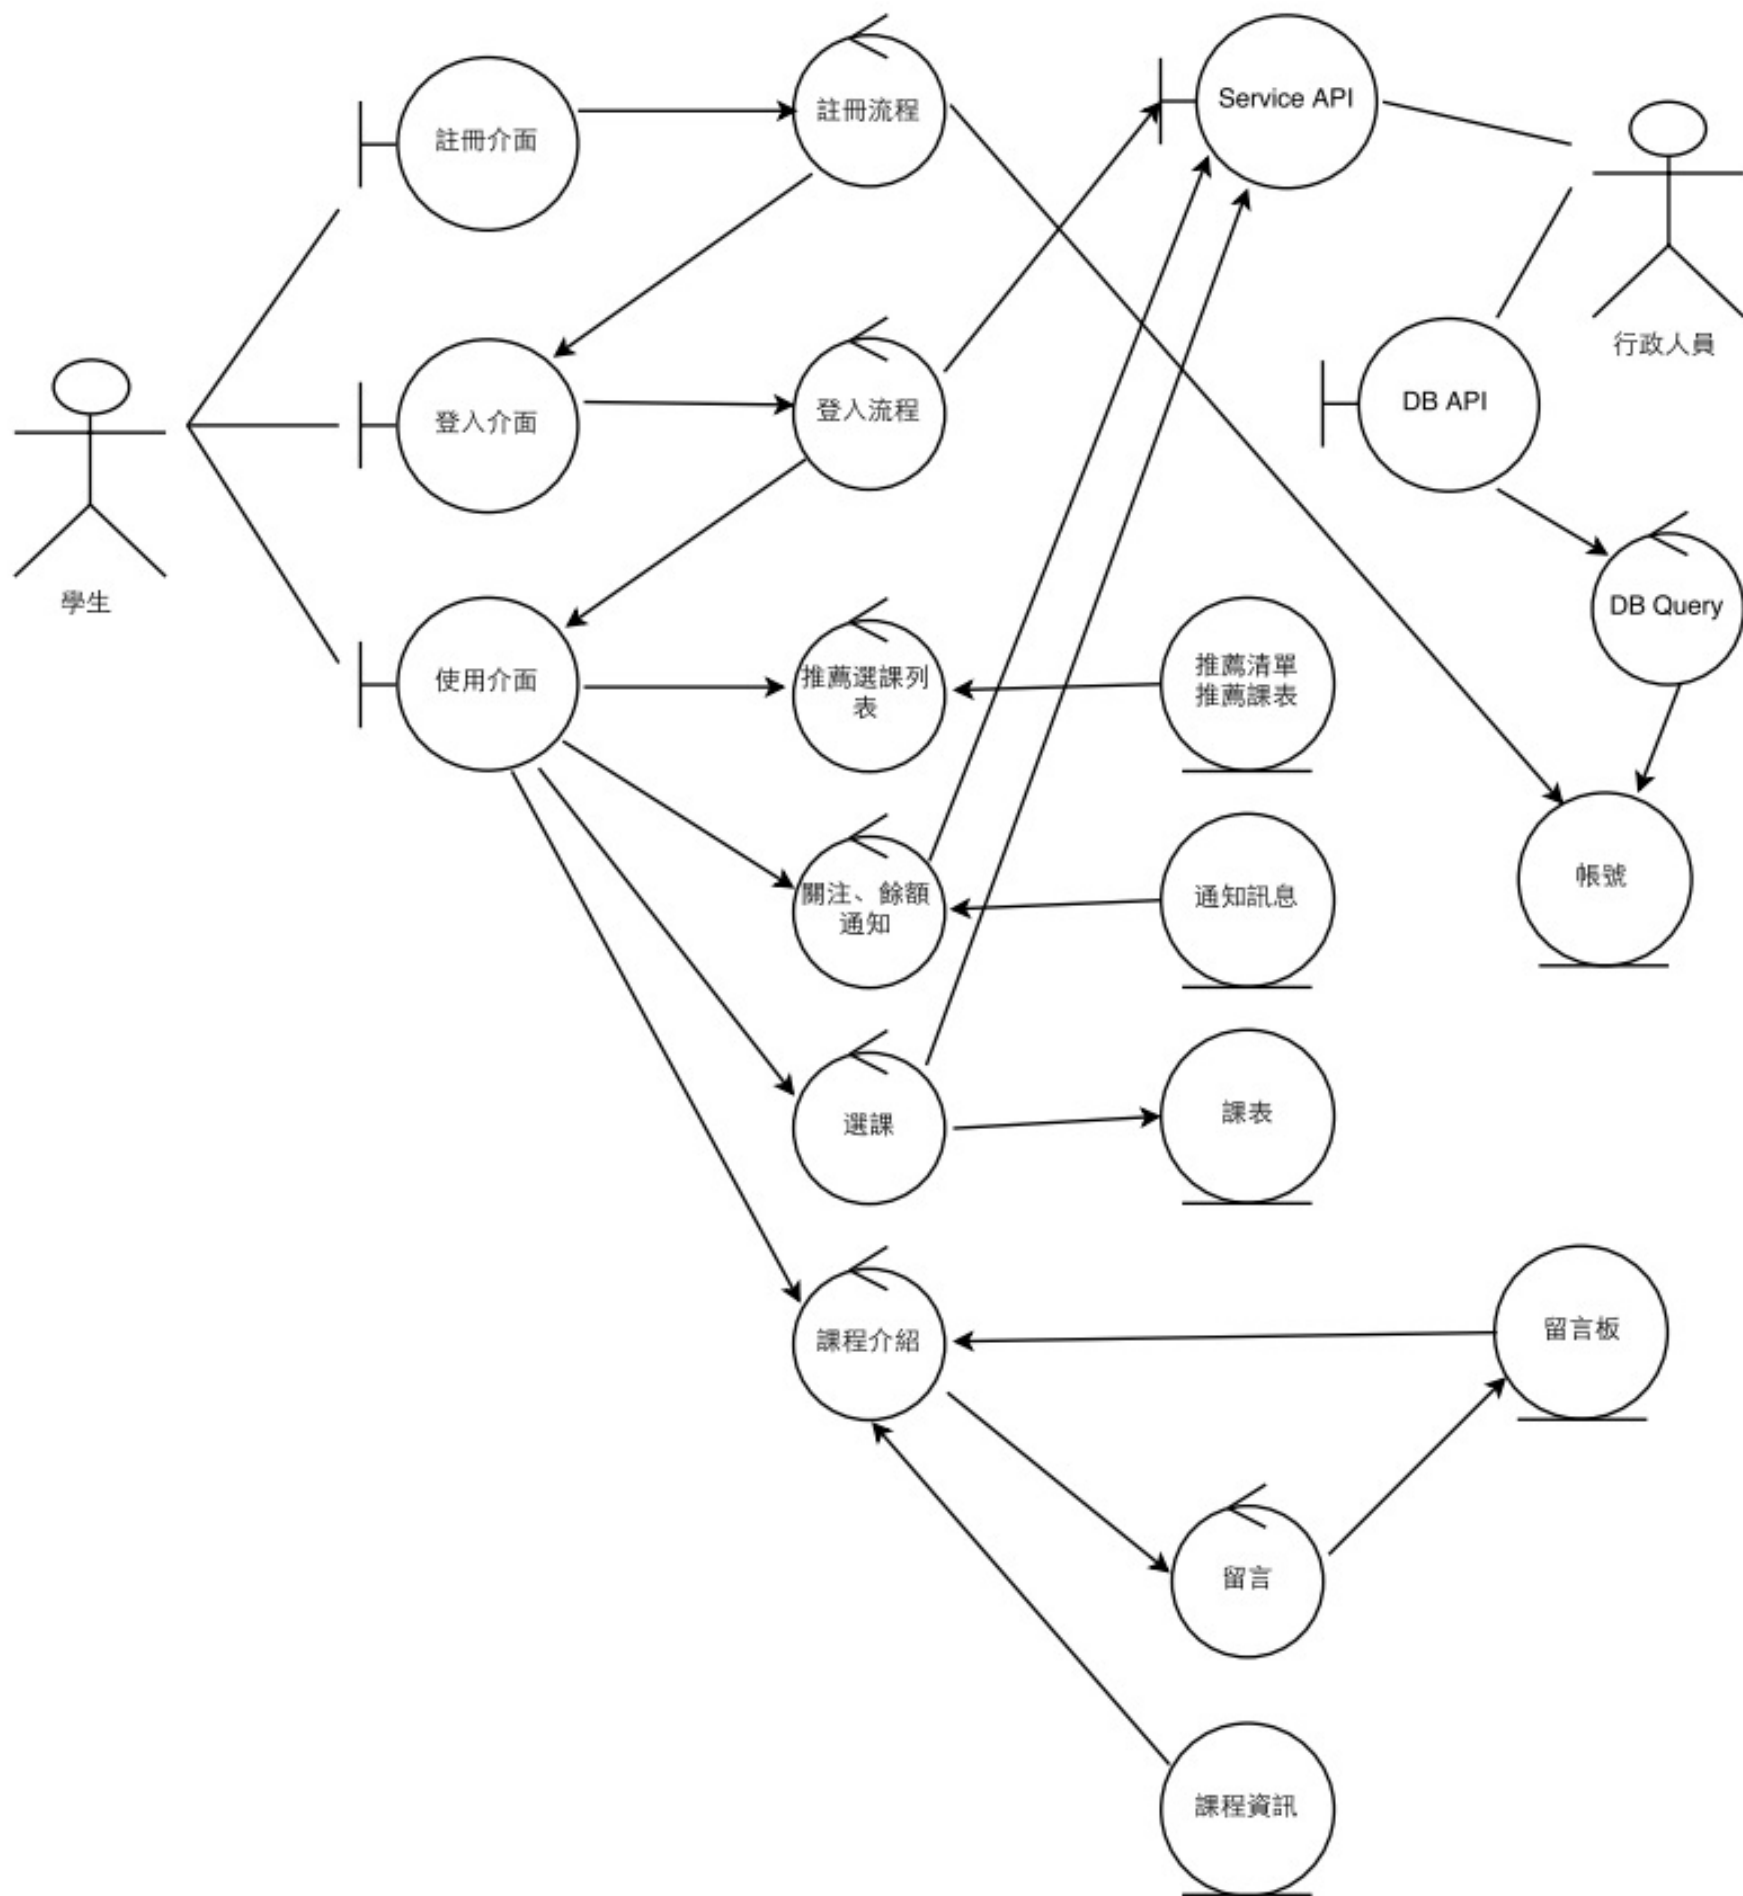 註冊介面
註冊流程
Service API
行政人員
登入介面
登入流程
DB API
學生
DB Query
使用介面
推薦選課列
表
推薦清單
推薦課表
關注、餘額
通知
通知訊息
帳號
選課
課表
課程介紹
留言板
留言
課程資訊